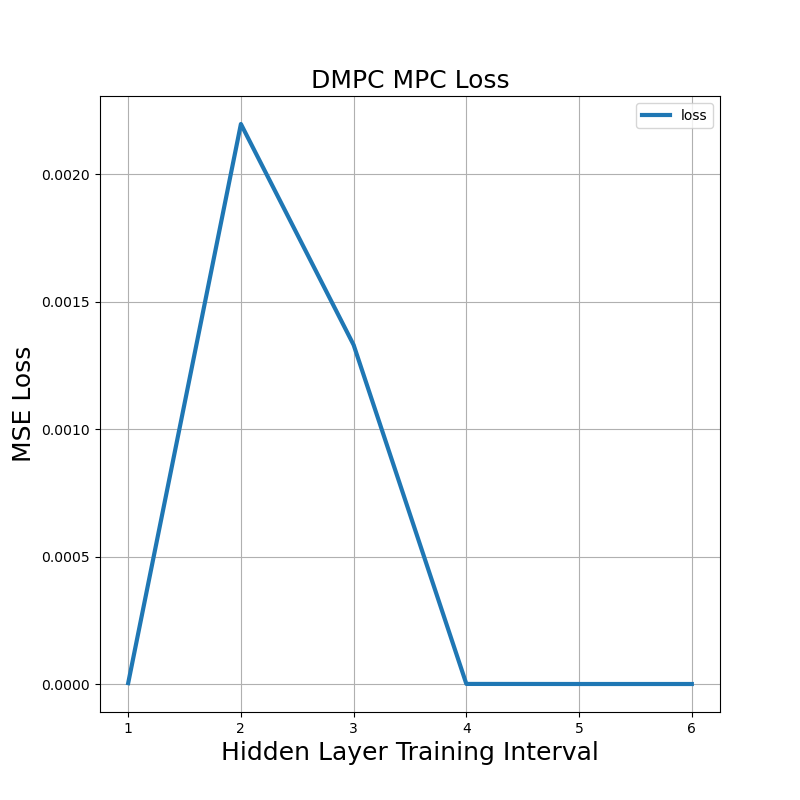 DMPC MPC Loss
loss
MSE Loss
0.0020
0.0015
0.0010
0.0005
0.0000
1 2 3 4 5 6
Hidden Layer Training Interval